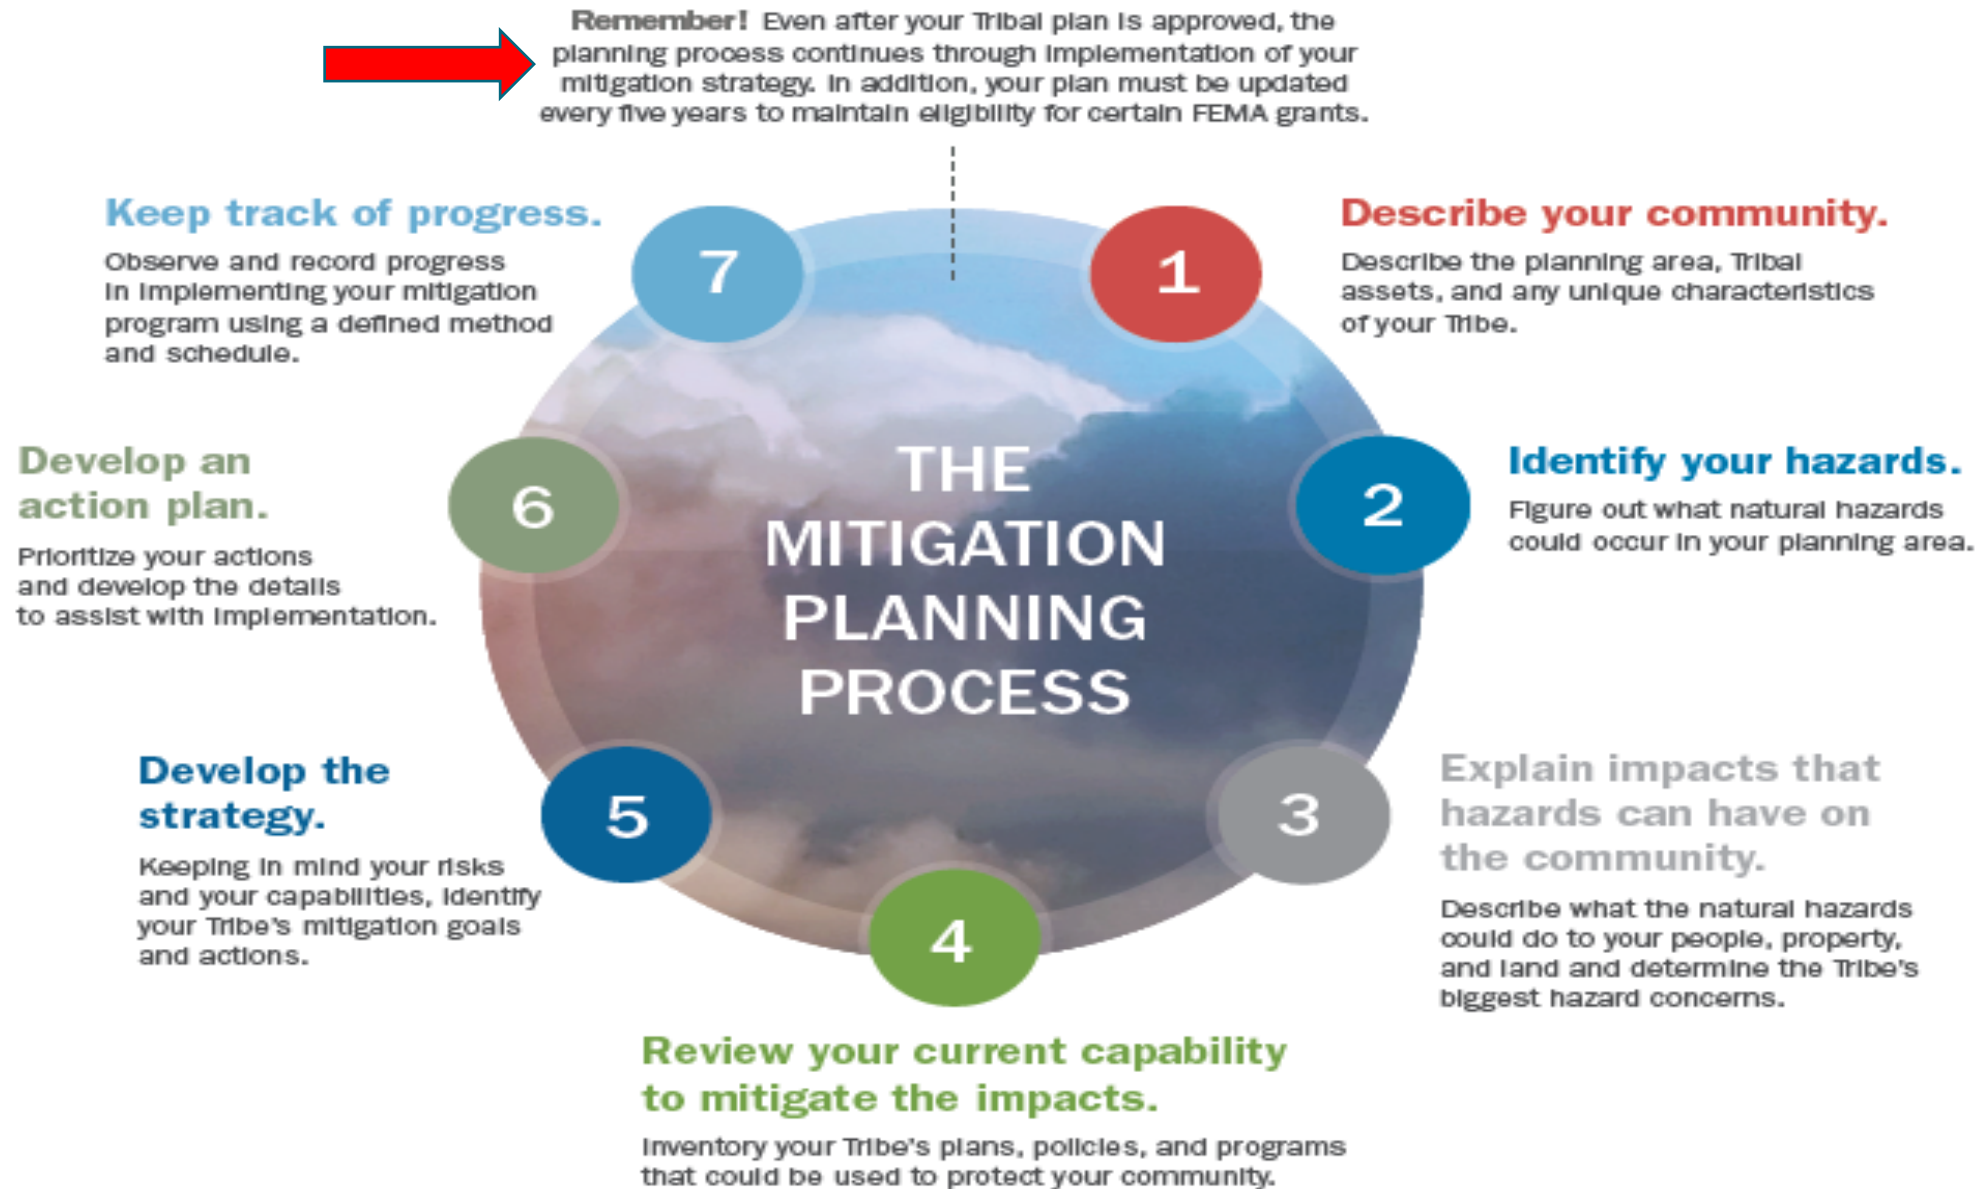 Remember! Even after your Tribal plan is approved, the
planning process continues through implementation of your
mitigation strategy. In addition, your plan must be updated
every five years to maintain eligibility for certain FEMA grants.
THE
MITIGATION
PLANNING
PROCESS
1
Describe your community.
Describe the planning area, Tribal
assets, and any unique characteristics
of your Tribe.
2
Identify your hazards.
Figure out what natural hazards
could occur in your planning area.
3
Explain impacts that
hazards can have on
the community.
Describe what the natural hazards
could do to your people, property,
and land and determine the Tribe's
biggest hazard concerns.
4
Review your current capability
to mitigate the impacts.
Inventory your Tribe's plans, policies, and programs
that could be used to protect your community.
5
Develop the
strategy.
Keeping in mind your risks
and your capabilities, identify
your Tribe's mitigation goals
and actions.
6
Develop an
action plan.
Prioritize your actions
and develop the details
to assist with implementation.
7
Keep track of progress.
Observe and record progress
in implementing your mitigation
program using a defined method
and schedule.